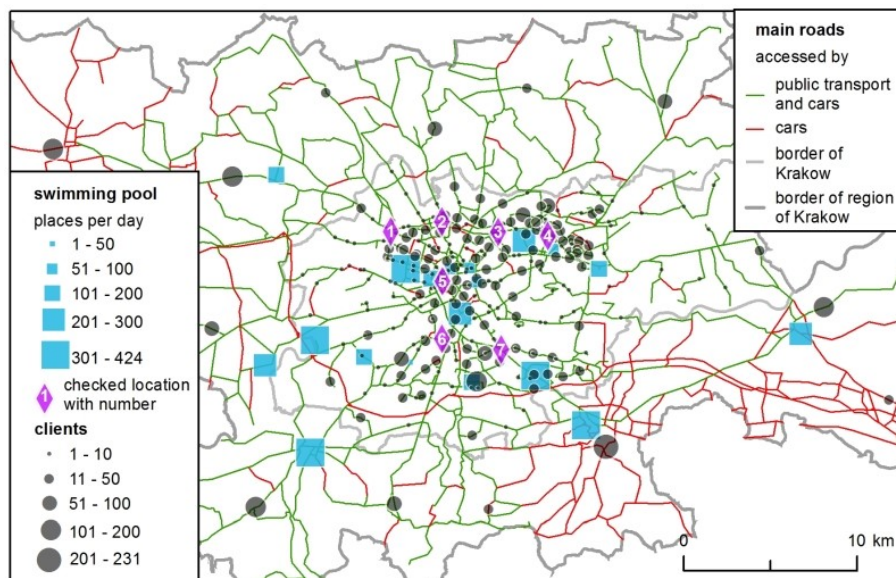 main roads
accessed by
public transport
and cars
cars
border of
Krakow
border of region
of Krakow
swimming pool
places per day
1 - 50
51 - 100
101 - 200
201 - 300
301 - 424
1 checked location
with number
clients
1 - 10
11 - 50
51 - 100
101 - 200
201 - 231
1
2
3
4
5
6
7
0 10 km